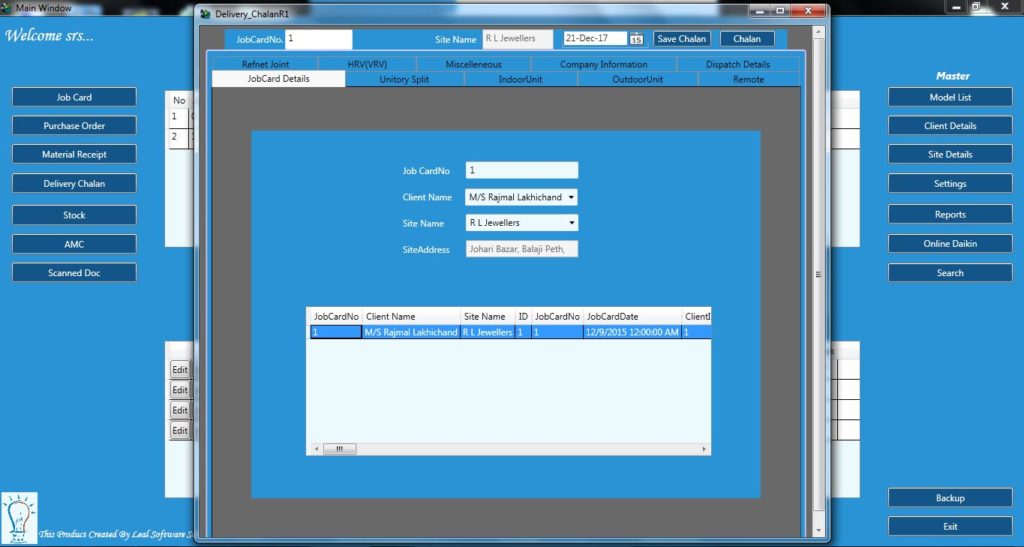 Main Window
Welcome srs...
Job Card
Purchase Order
Material Receipt
Delivery Chalan
Stock
AMC
Scanned Doc
No
1
2
Edit
Edit
Edit
Edit
This Product Created By Leal Software S
Delivery_ChalanR1
JobCardNo. 1 Site Name R L Jewellers 21-Dec-17 15 Save Chalan Chalan
Refnet Joint HRV(VRV) Miscelleneous Company Information Dispatch Details
JobCard Details Unitory Split IndoorUnit OutdoorUnit Remote
Job CardNo 1
Client Name M/S Rajmal Lakhichand
Site Name R L Jewellers
SiteAddress Johari Bazar, Balaji Peth,
JobCardNo Client Name Site Name ID JobCardNo JobCardDate ClientI
1 M/S Rajmal Lakhichand R L Jewellers 1 1 12/9/2015 12:00:00 AM 1
Master
Model List
Client Details
Site Details
Settings
Reports
Online Daikin
Search
Backup
Exit